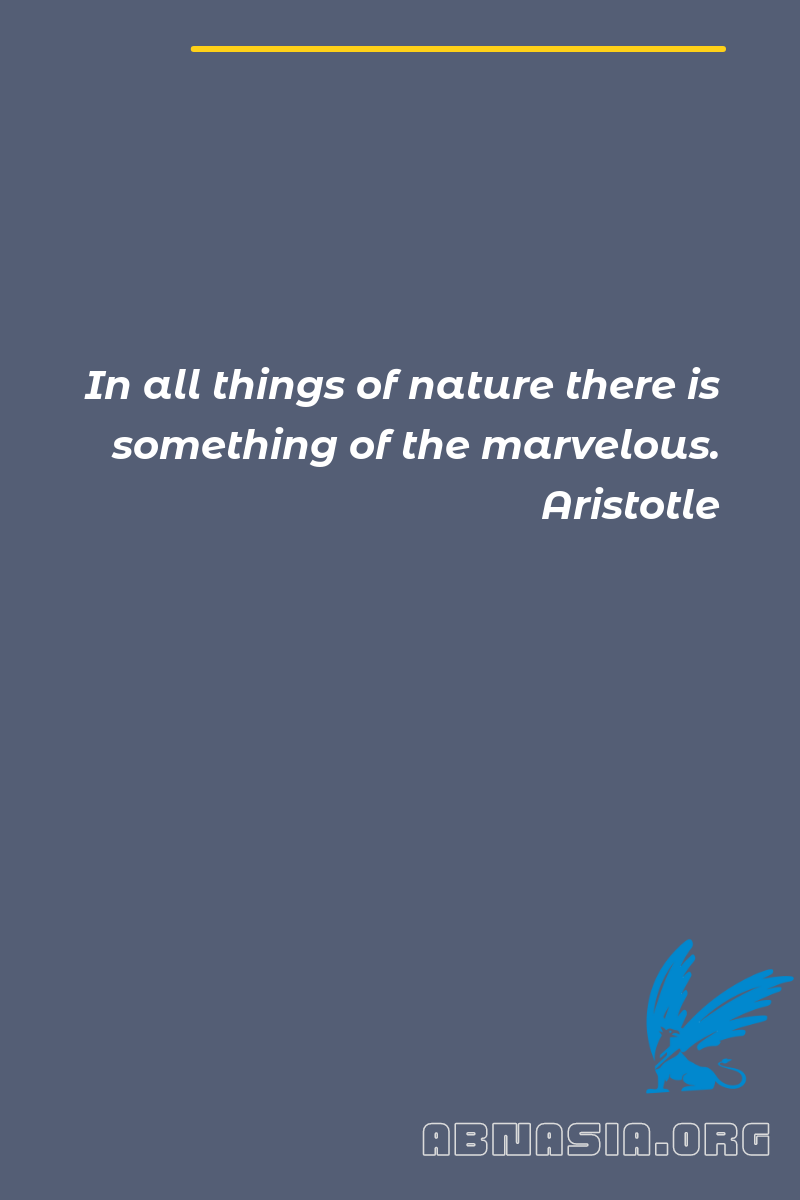 In all things of nature there is
something of the marvelous.
Aristotle
ABNASIA.ORG